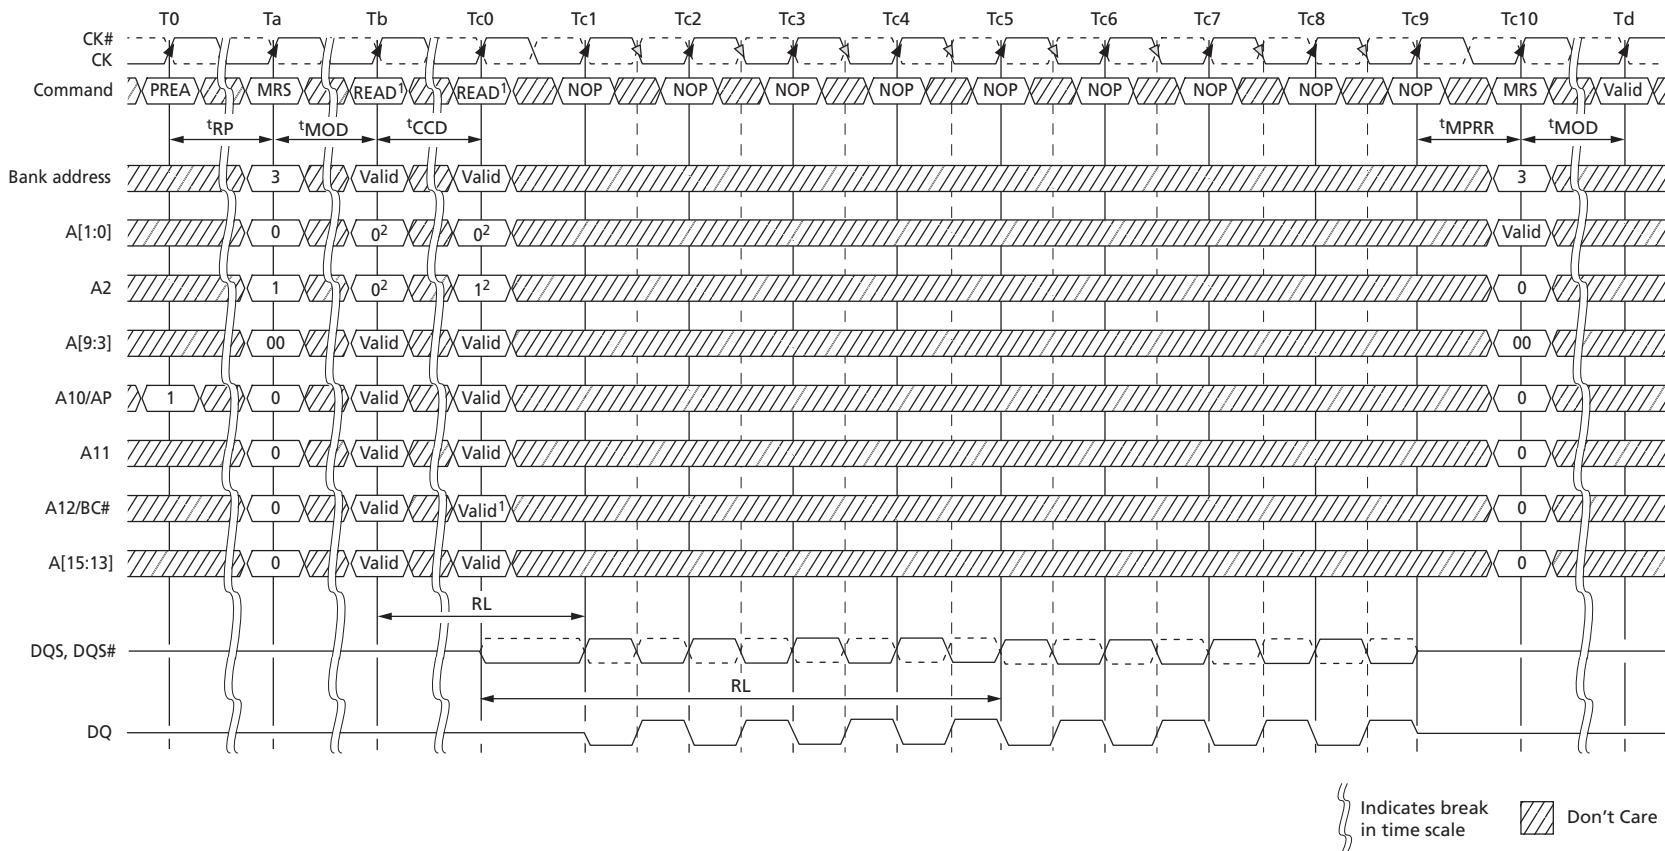 T0 Ta Tb Tc0 Tc1 Tc2 Tc3 Tc4 Tc5 Tc6 Tc7 Tc8 Tc9 Tc10 Td
CK#
CK
Command PREA MRS READ¹ READ¹ NOP NOP NOP NOP NOP NOP NOP NOP NOP MRS Valid
ᵗRP ᵗMOD ᵗCCD ᵗMPRR ᵗMOD
Bank address 3 Valid Valid 3
A[1:0] 0 0² 0² Valid
A2 1 0² 1² 0
A[9:3] 00 Valid Valid 00
A10/AP 1 0 Valid Valid 0
A11 0 Valid Valid 0
A12/BC# 0 Valid Valid¹ 0
A[15:13] 0 Valid Valid 0
RL
DQS, DQS#
RL
DQ
Indicates break
in time scale
Don't Care